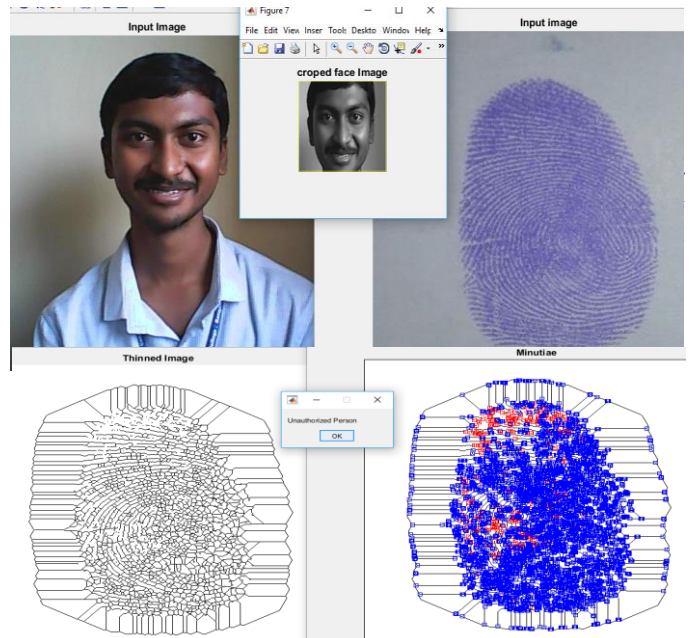 Input Image
Figure 7
File Edit View Inser Tools Deskto Window Help
croped face Image
Input image
Thinned Image
Minutiae
Unauthorized Person
OK